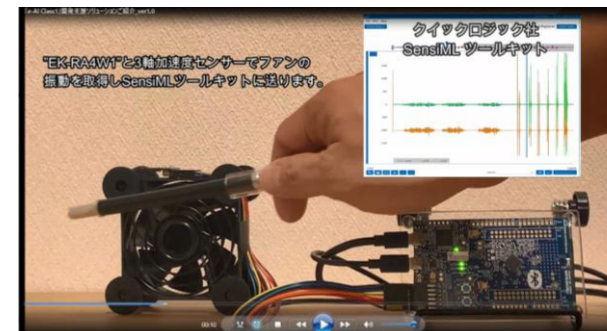 e-AI Class1/開発支援ソリューションご紹介_ver1.0
クイックロジック社
SensiML ツールキット
"EK-RA4W1"と3軸加速度センサーでファンの
振動を取得しSensiMLツールキットに送ります。
00:10